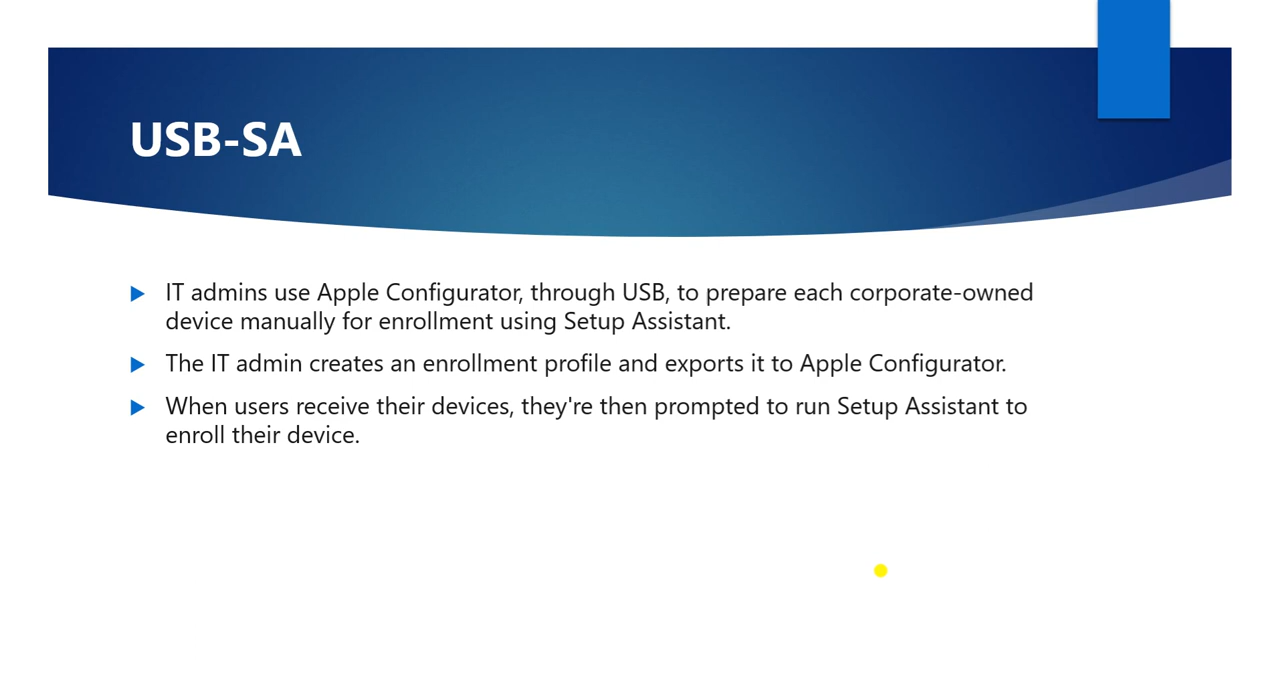 USB-SA
IT admins use Apple Configurator, through USB, to prepare each corporate-owned
device manually for enrollment using Setup Assistant.
The IT admin creates an enrollment profile and exports it to Apple Configurator.
When users receive their devices, they're then prompted to run Setup Assistant to
enroll their device.